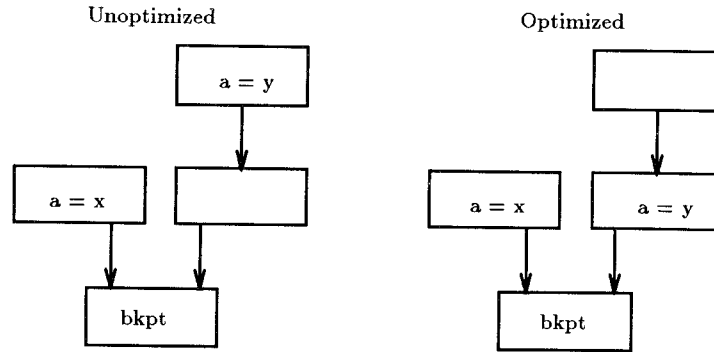 Unoptimized
Optimized
a = y
a = x
a = x
a = y
bkpt
bkpt